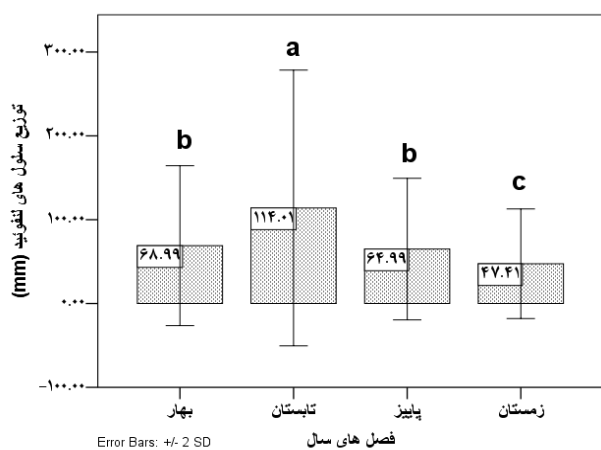 توزیع سلول های لنفوئید (mm)
۳۰۰.۰۰
۲۰۰.۰۰
۱۰۰.۰۰
۰.۰۰
-۱۰۰.۰۰
b
a
b
c
۶۸.۹۹
۱۱۴.۰۱
۶۴.۹۹
۴۷.۴۱
بهار
تابستان
پاییز
زمستان
فصل های سال
Error Bars: +/- 2 SD